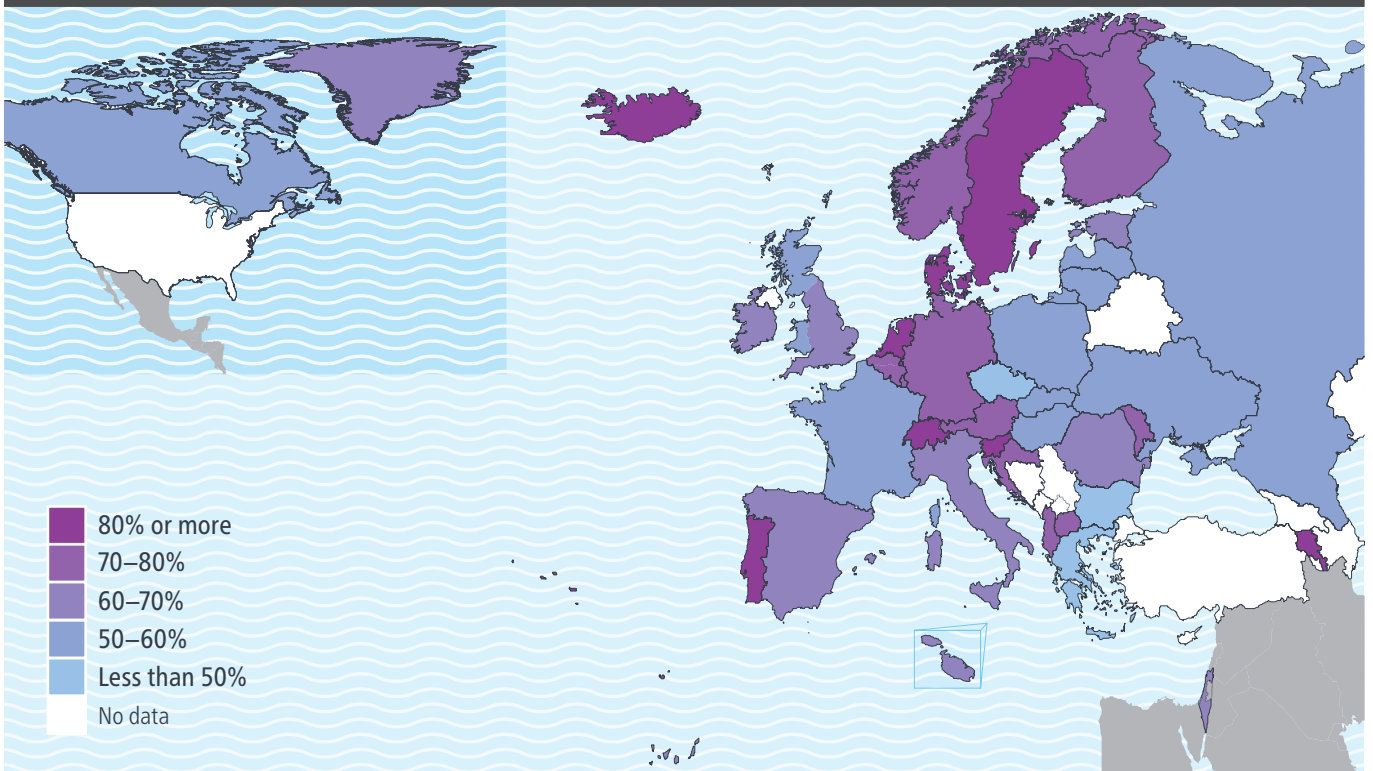 80% or more
70–80%
60–70%
50–60%
Less than 50%
No data